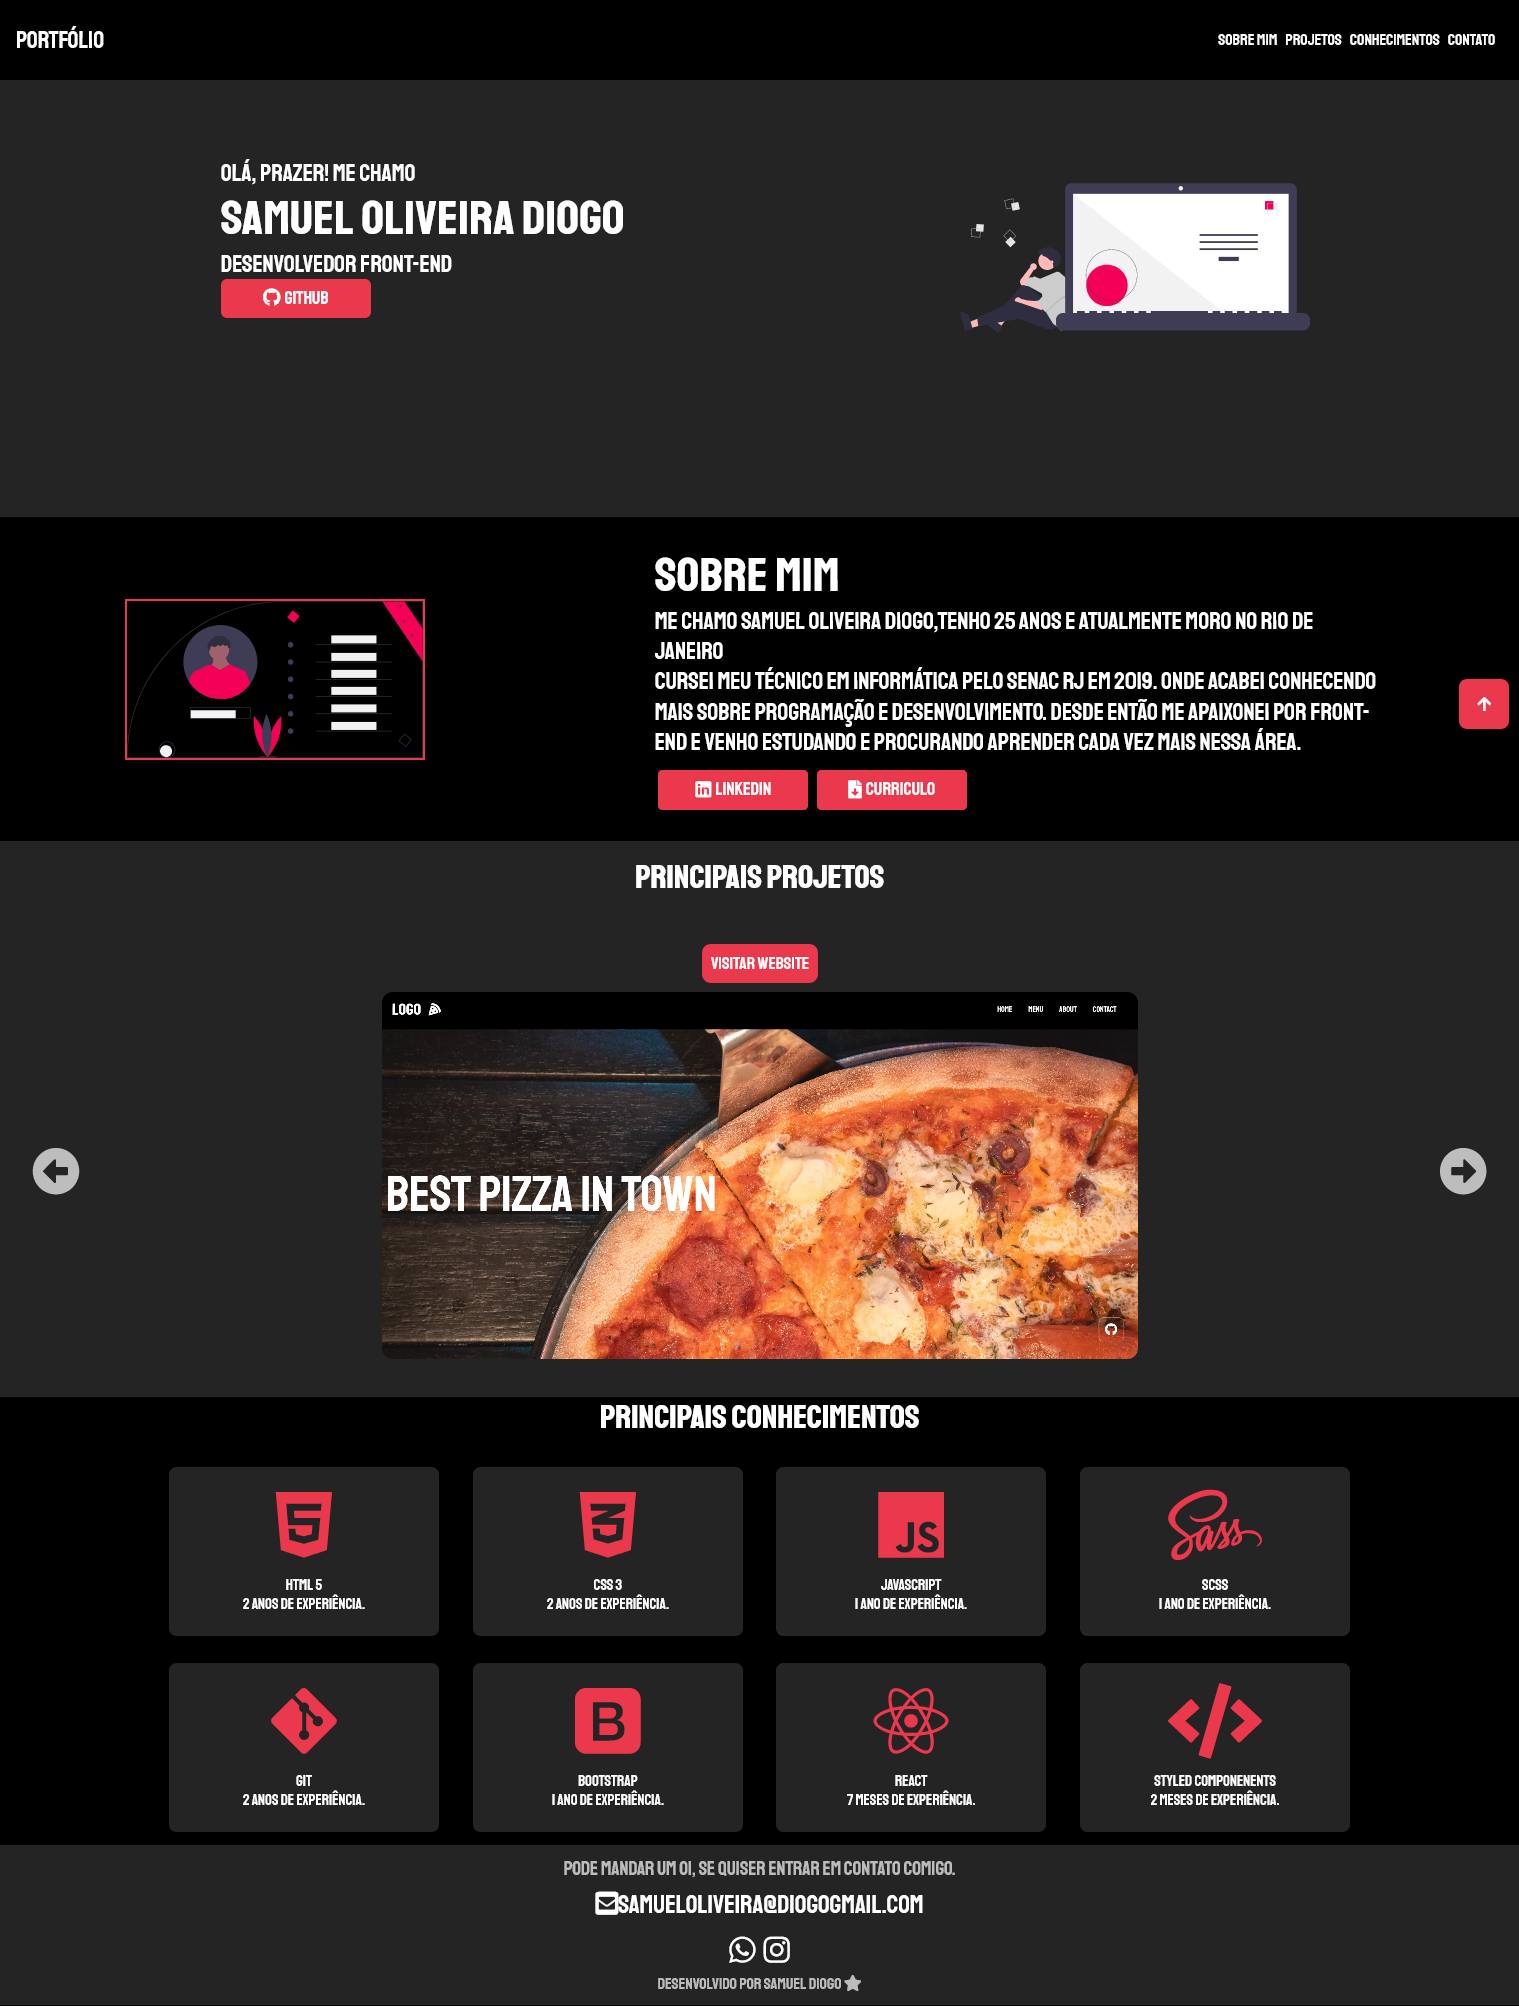 PORTFÓLIO
SOBRE MIM PROJETOS CONHECIMENTOS CONTATO
OLÁ, PRAZER! ME CHAMO
SAMUEL OLIVEIRA DIOGO
DESENVOLVEDOR FRONT-END
GITHUB
SOBRE MIM
ME CHAMO SAMUEL OLIVEIRA DIOGO,TENHO 25 ANOS E ATUALMENTE MORO NO RIO DE
JANEIRO
CURSEI MEU TÉCNICO EM INFORMÁTICA PELO SENAC RJ EM 2019. ONDE ACABEI CONHECENDO
MAIS SOBRE PROGRAMAÇÃO E DESENVOLVIMENTO. DESDE ENTÃO ME APAIXONEI POR FRONT-
END E VENHO ESTUDANDO E PROCURANDO APRENDER CADA VEZ MAIS NESSA ÁREA.
LINKEDIN
CURRICULO
PRINCIPAIS PROJETOS
VISITAR WEBSITE
LOGO
HOME MENU ABOUT CONTACT
BEST PIZZA IN TOWN
PRINCIPAIS CONHECIMENTOS
HTML 5
2 ANOS DE EXPERIÊNCIA.
CSS 3
2 ANOS DE EXPERIÊNCIA.
JS
JAVASCRIPT
1 ANO DE EXPERIÊNCIA.
Sass
SCSS
1 ANO DE EXPERIÊNCIA.
GIT
2 ANOS DE EXPERIÊNCIA.
B
BOOTSTRAP
1 ANO DE EXPERIÊNCIA.
REACT
7 MESES DE EXPERIÊNCIA.
STYLED COMPONENENTS
2 MESES DE EXPERIÊNCIA.
PODE MANDAR UM OI, SE QUISER ENTRAR EM CONTATO COMIGO.
SAMUELOLIVEIRA@DIOGOGMAIL.COM
DESENVOLVIDO POR SAMUEL DIOGO